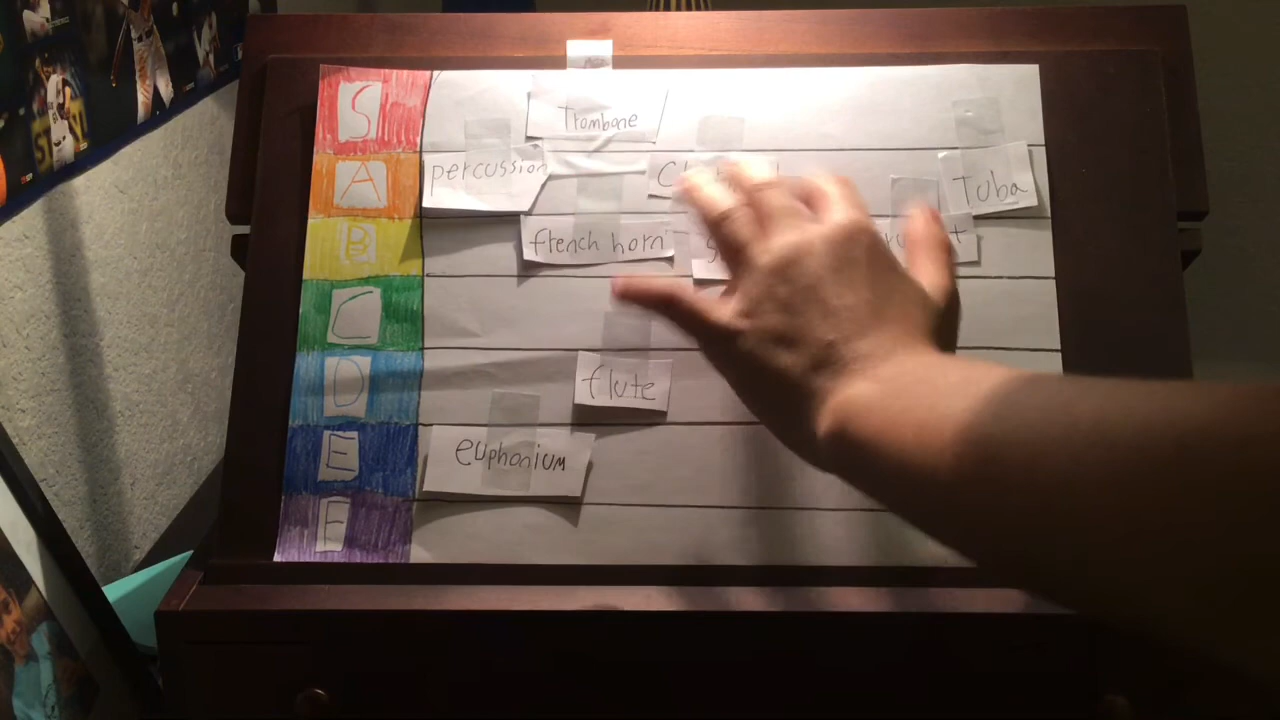 S
Trombone
A
percussion
Tuba
B
french horn
C
D
flute
E
euphonium
F